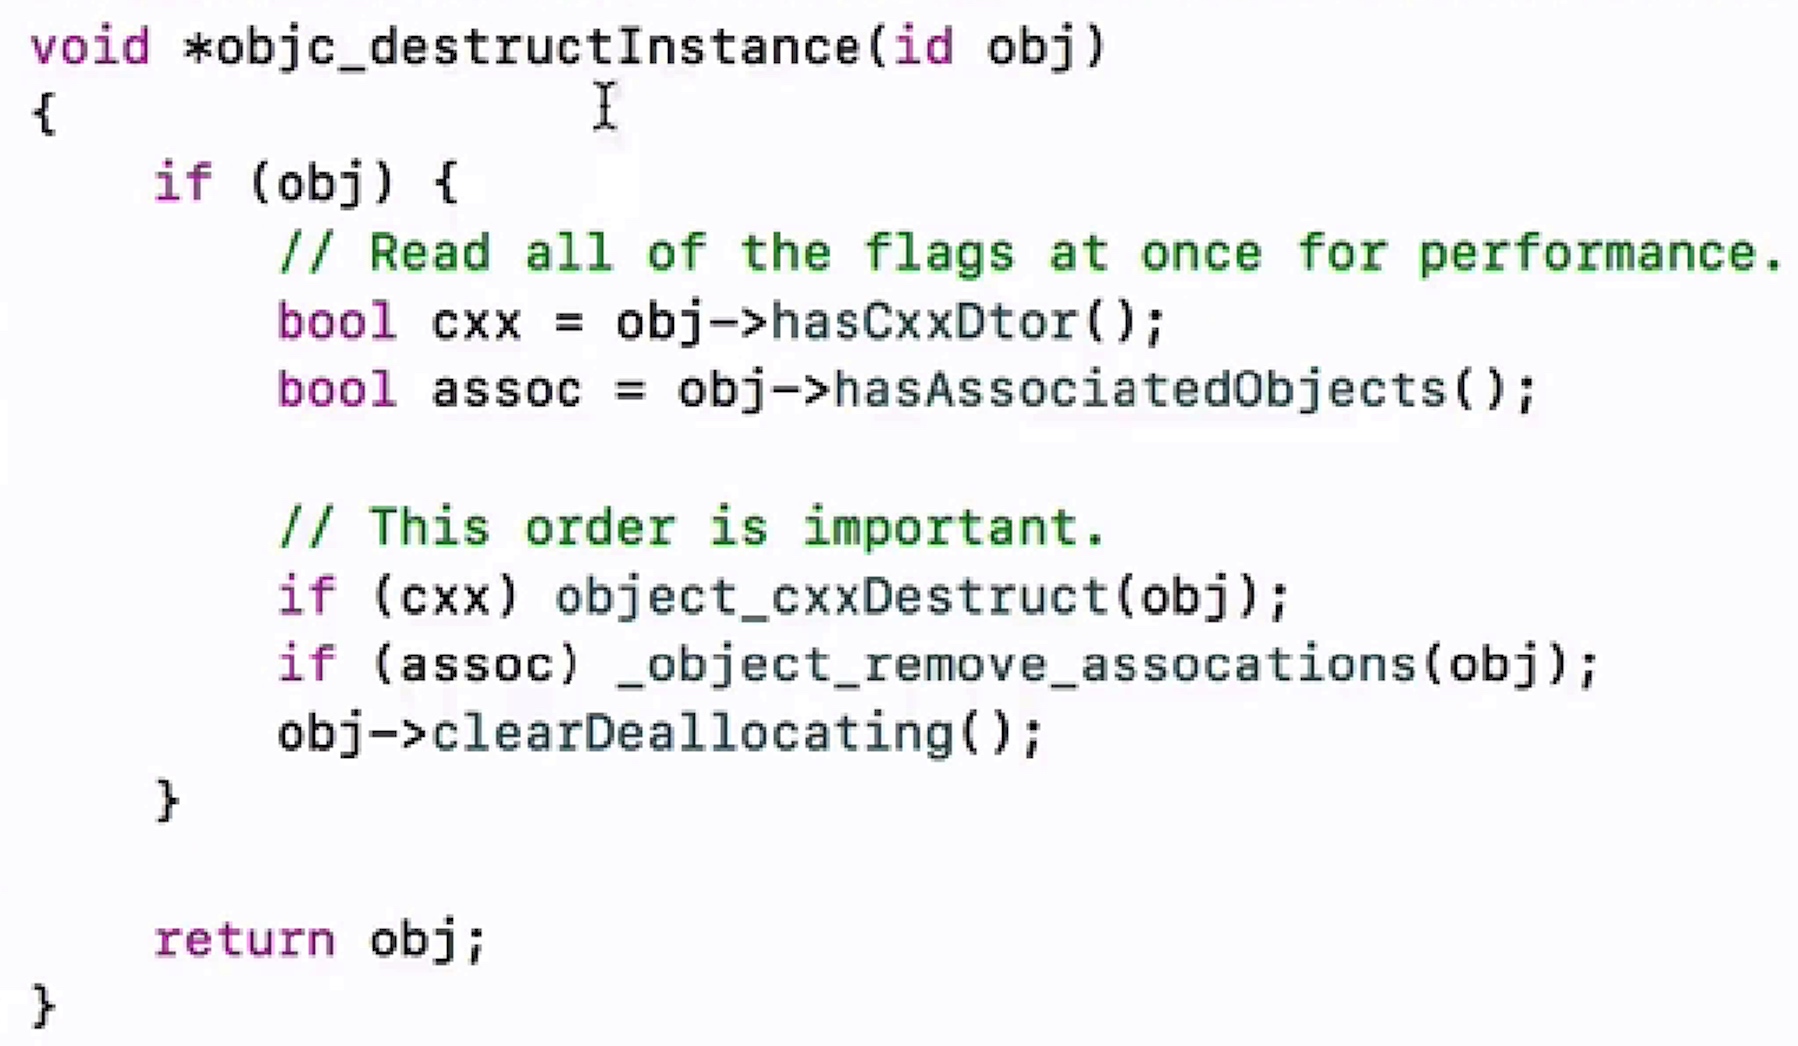 void *objc_destructInstance(id obj)
{
    if (obj) {
        // Read all of the flags at once for performance.
        bool cxx = obj->hasCxxDtor();
        bool assoc = obj->hasAssociatedObjects();

        // This order is important.
        if (cxx) object_cxxDestruct(obj);
        if (assoc) _object_remove_assocations(obj);
        obj->clearDeallocating();
    }

    return obj;
}